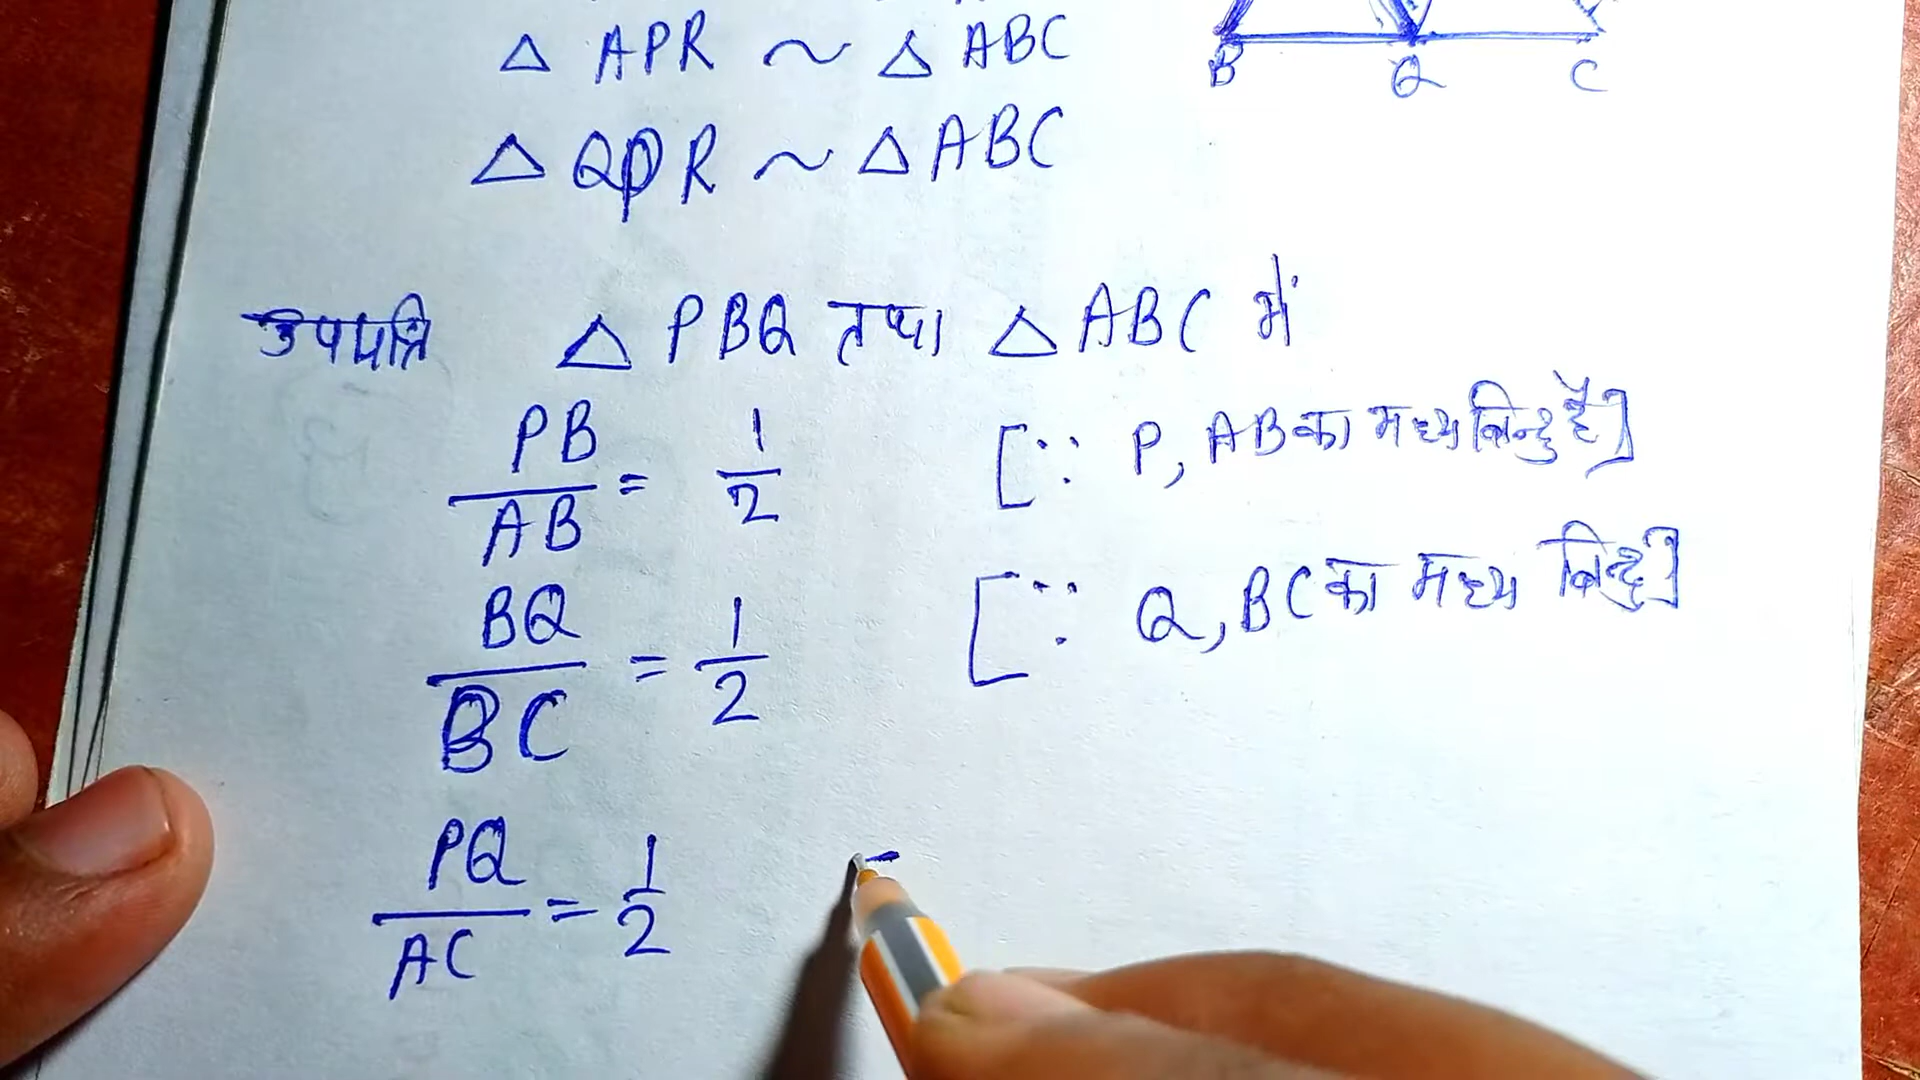 △ APR ~ △ ABC
B Q C
△ QPR ~ △ ABC
उपपत्ति △ PBQ तथा △ ABC में
PB/AB = 1/2 [∵ P, AB का मध्य बिन्दु है]
BQ/BC = 1/2 [∵ Q, BC का मध्य बिन्दु]
PQ/AC = 1/2